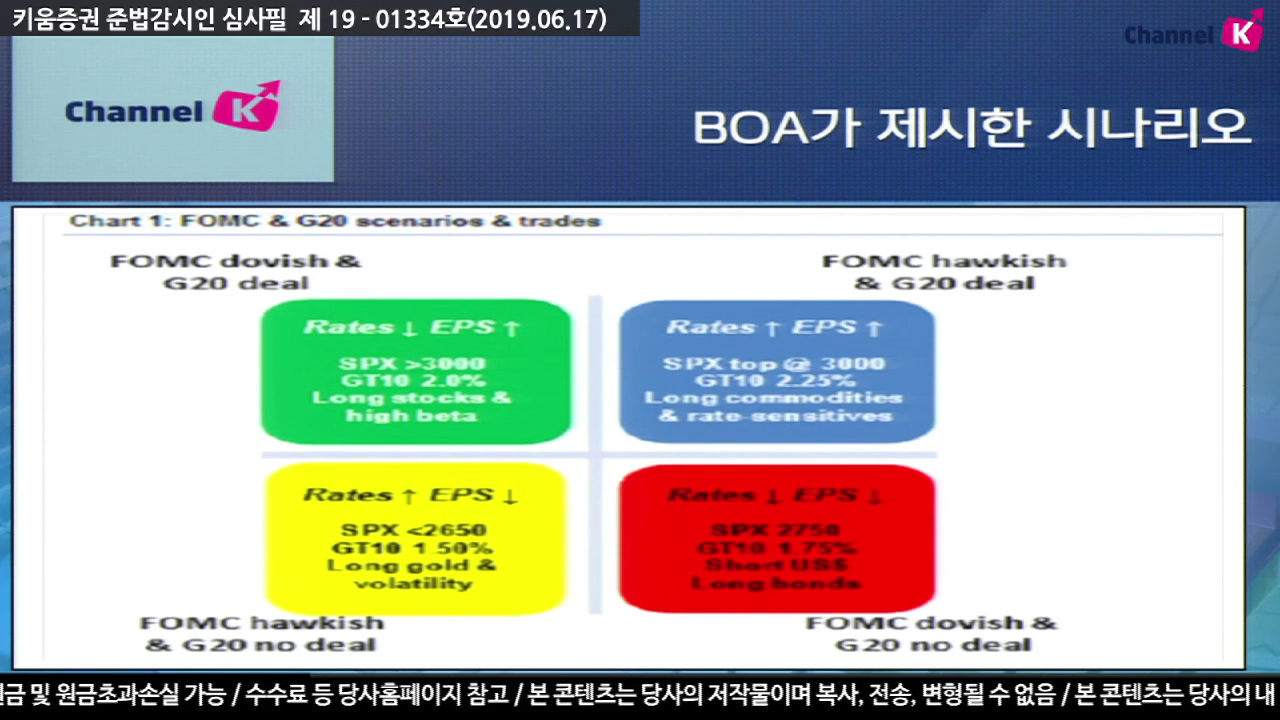 키움증권 준법감시인 심사필 제 19 - 01334호(2019.06.17)
Channel K
Channel K
BOA가 제시한 시나리오
Chart 1: FOMC & G20 scenarios & trades
FOMC dovish &
G20 deal
Rates ↓ EPS ↑
SPX >3000
GT10 2.0%
Long stocks &
high beta
FOMC hawkish
& G20 deal
Rates ↑ EPS ↑
SPX top @ 3000
GT10 2.25%
Long commodities
& rate-sensitives
Rates ↑ EPS ↓
SPX <2650
GT10 1.50%
Long gold &
volatility
FOMC hawkish
& G20 no deal
Rates ↓ EPS ↓
SPX 2750
GT10 1.75%
Short US$
Long bonds
FOMC dovish &
G20 no deal
원금 및 원금초과손실 가능 / 수수료 등 당사홈페이지 참고 / 본 콘텐츠는 당사의 저작물이며 복사, 전송, 변형될 수 없음 / 본 콘텐츠는 당사의 내